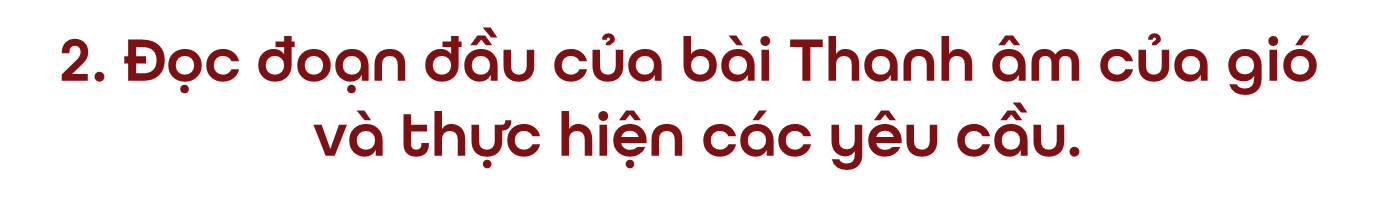 2. Đọc đoạn đầu của bài Thanh âm của gió
và thực hiện các yêu cầu.